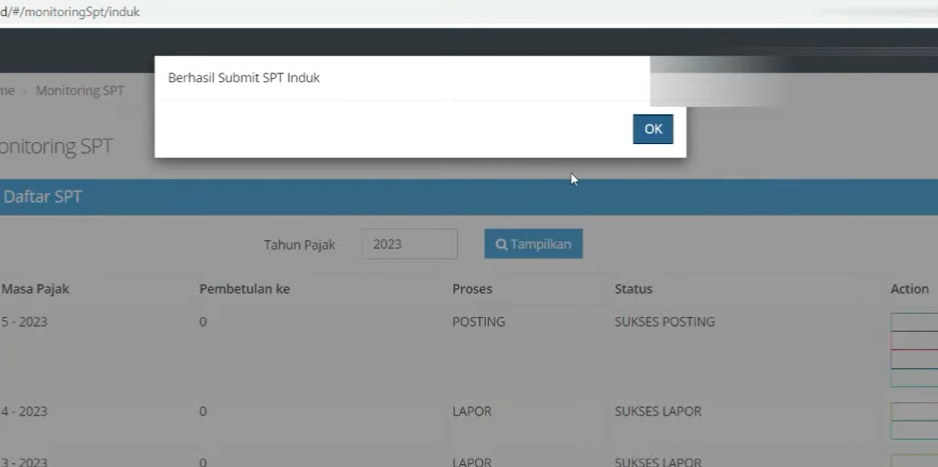 d/#/monitoringSpt/induk
Berhasil Submit SPT Induk
me - Monitoring SPT
OK
onitoring SPT
Daftar SPT
Tahun Pajak 2023 Tampilkan
Masa Pajak Pembetulan ke Proses Status Action
5 - 2023 0 POSTING SUKSES POSTING
4 - 2023 0 LAPOR SUKSES LAPOR
3 - 2023 0 LAPOR SUKSES LAPOR